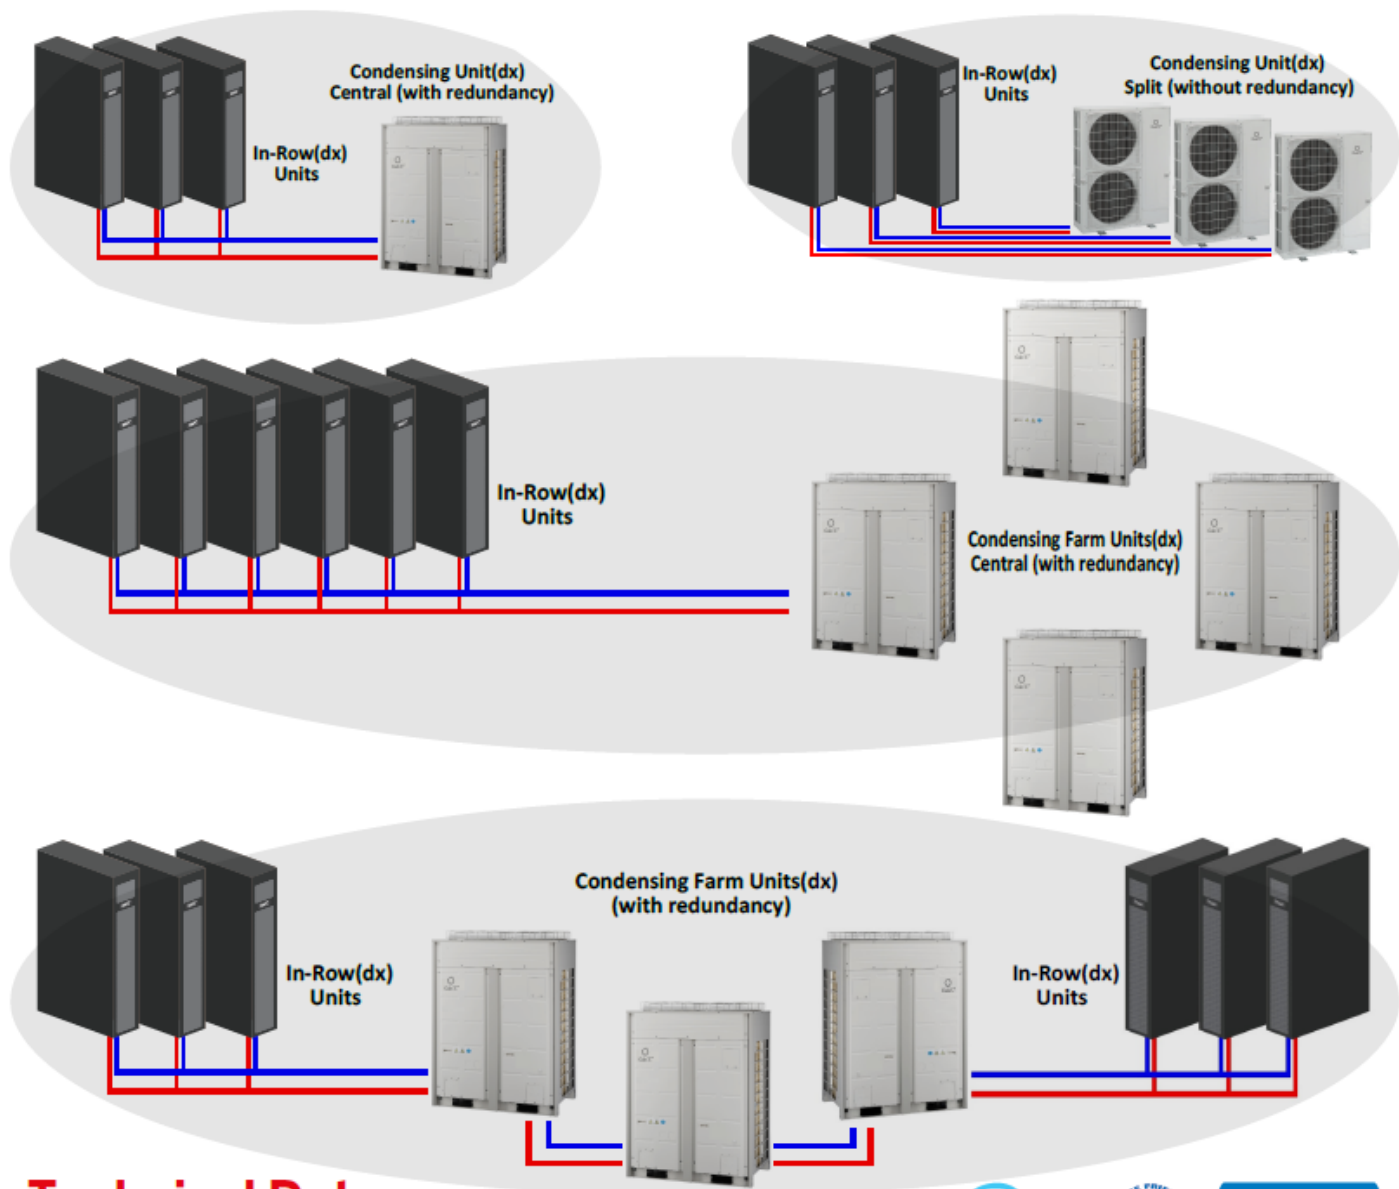 Condensing Unit(dx)
Central (with redundancy)
In-Row(dx)
Units
In-Row(dx)
Units
Condensing Unit(dx)
Split (without redundancy)
In-Row(dx)
Units
Condensing Farm Units(dx)
Central (with redundancy)
Condensing Farm Units(dx)
(with redundancy)
In-Row(dx)
Units
In-Row(dx)
Units